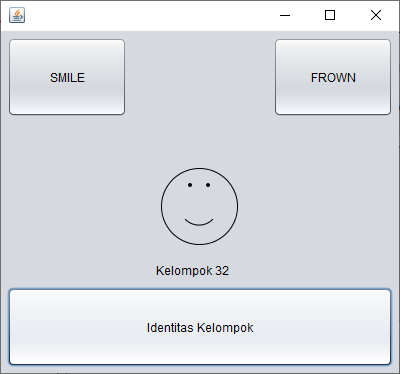 SMILE
FROWN
Kelompok 32
Identitas Kelompok